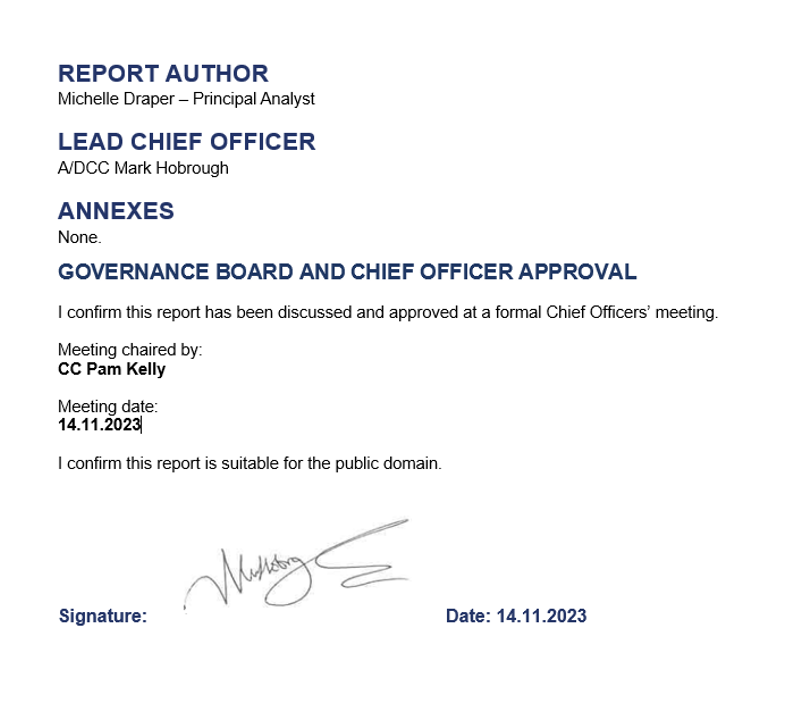 REPORT AUTHOR
Michelle Draper – Principal Analyst
LEAD CHIEF OFFICER
A/DCC Mark Hobrough
ANNEXES
None.
GOVERNANCE BOARD AND CHIEF OFFICER APPROVAL
I confirm this report has been discussed and approved at a formal Chief Officers’ meeting.
Meeting chaired by:
CC Pam Kelly
Meeting date:
14.11.2023
I confirm this report is suitable for the public domain.
Signature:
Date: 14.11.2023